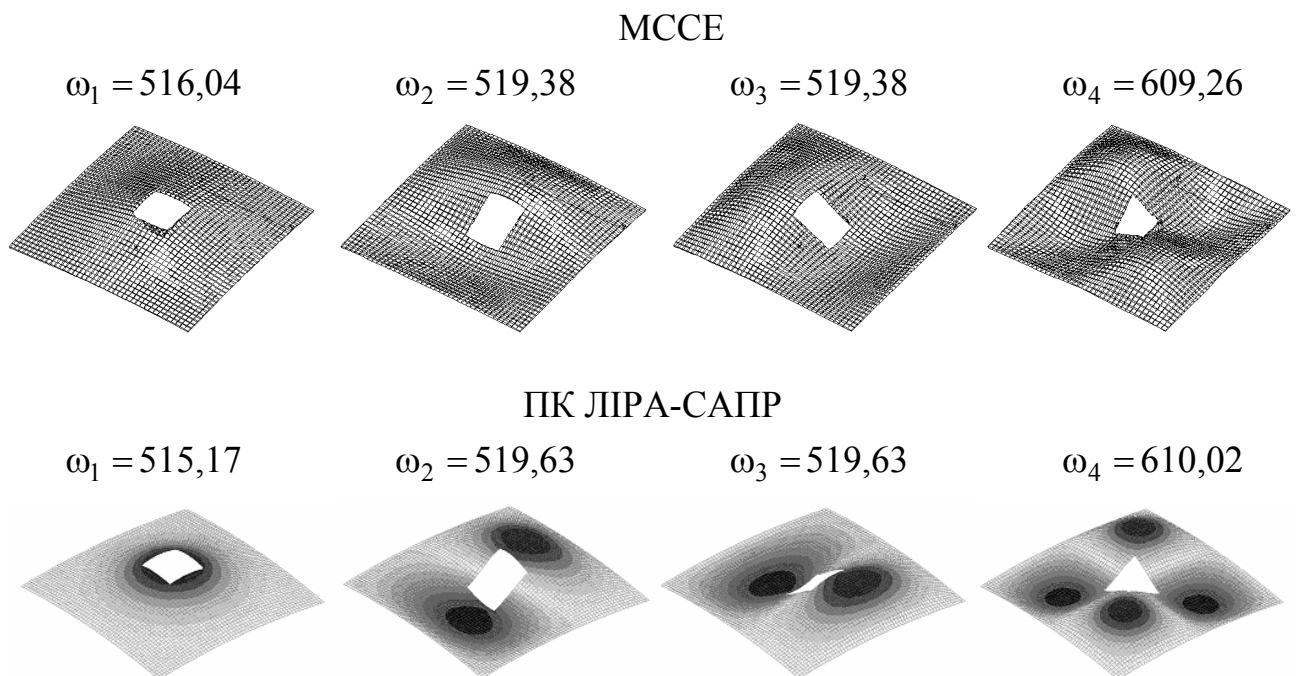 МССЕ
ω₁ = 516,04 ω₂ = 519,38 ω₃ = 519,38 ω₄ = 609,26
ПК ЛІРА-САПР
ω₁ = 515,17 ω₂ = 519,63 ω₃ = 519,63 ω₄ = 610,02